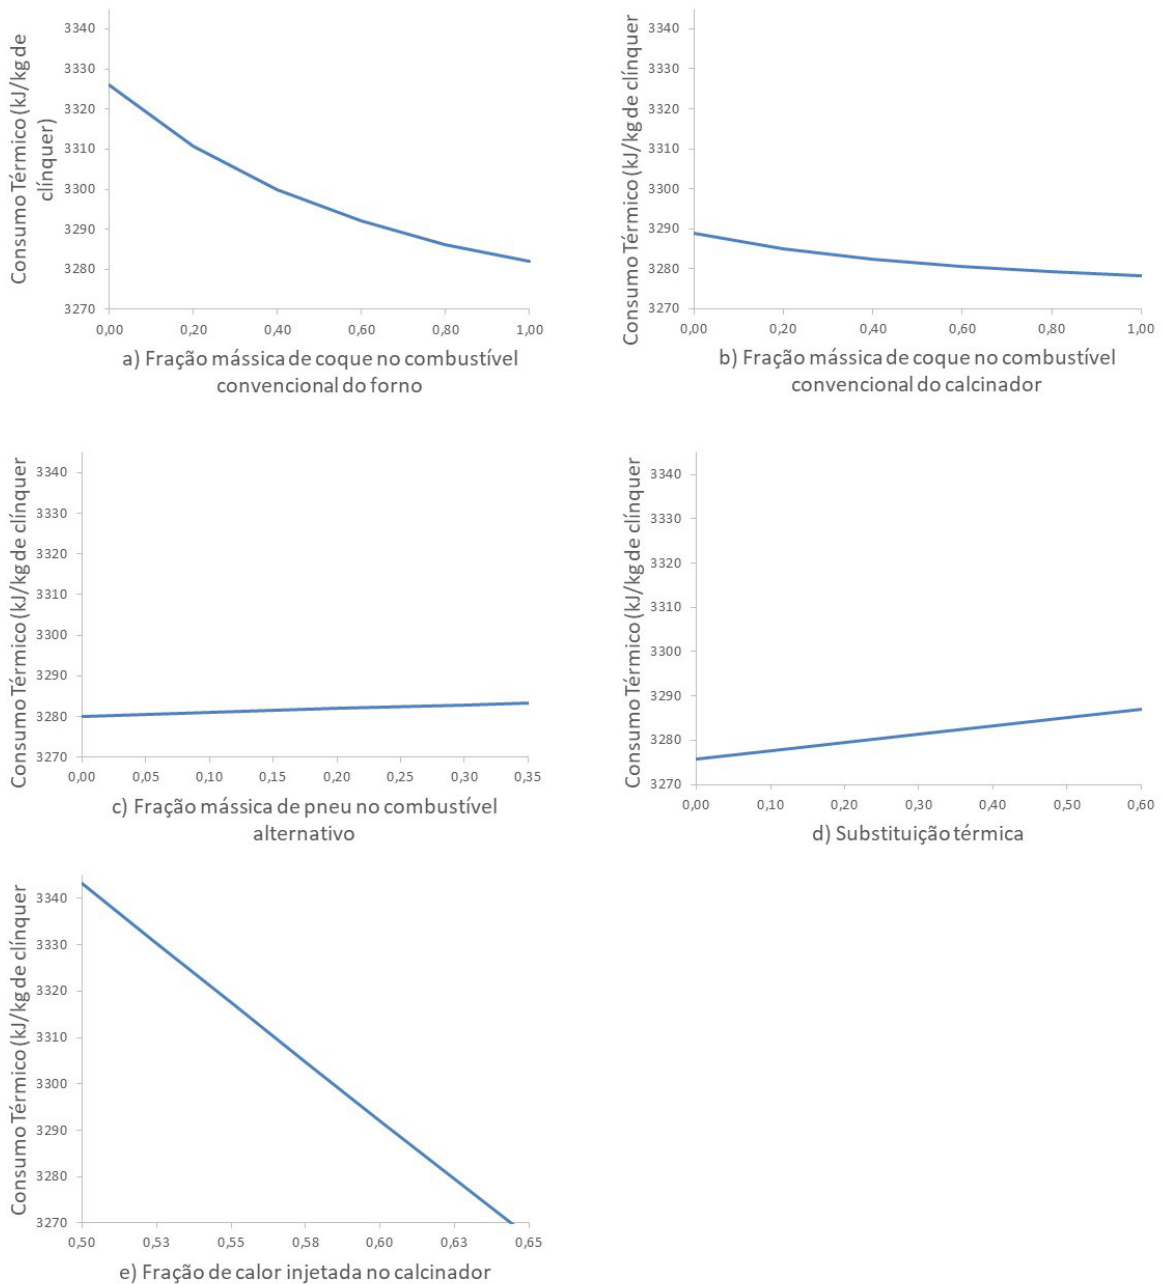 Consumo Térmico (kJ/kg de
clínquer)
3340
3330
3320
3310
3300
3290
3280
3270
0,00 0,20 0,40 0,60 0,80 1,00
a) Fração mássica de coque no combustível
convencional do forno
Consumo Térmico (kJ/kg de clínquer
3340
3330
3320
3310
3300
3290
3280
3270
0,00 0,20 0,40 0,60 0,80 1,00
b) Fração mássica de coque no combustível
convencional do calcinador
Consumo Térmico (kJ/kg de clínquer
3340
3330
3320
3310
3300
3290
3280
3270
0,00 0,05 0,10 0,15 0,20 0,25 0,30 0,35
c) Fração mássica de pneu no combustível
alternativo
Consumo Térmico (kJ/kg de clínquer
3340
3330
3320
3310
3300
3290
3280
3270
0,00 0,10 0,20 0,30 0,40 0,50 0,60
d) Substituição térmica
Consumo Térmico (kJ/kg de clínquer
3340
3330
3320
3310
3300
3290
3280
3270
0,50 0,53 0,55 0,58 0,60 0,63 0,65
e) Fração de calor injetada no calcinador